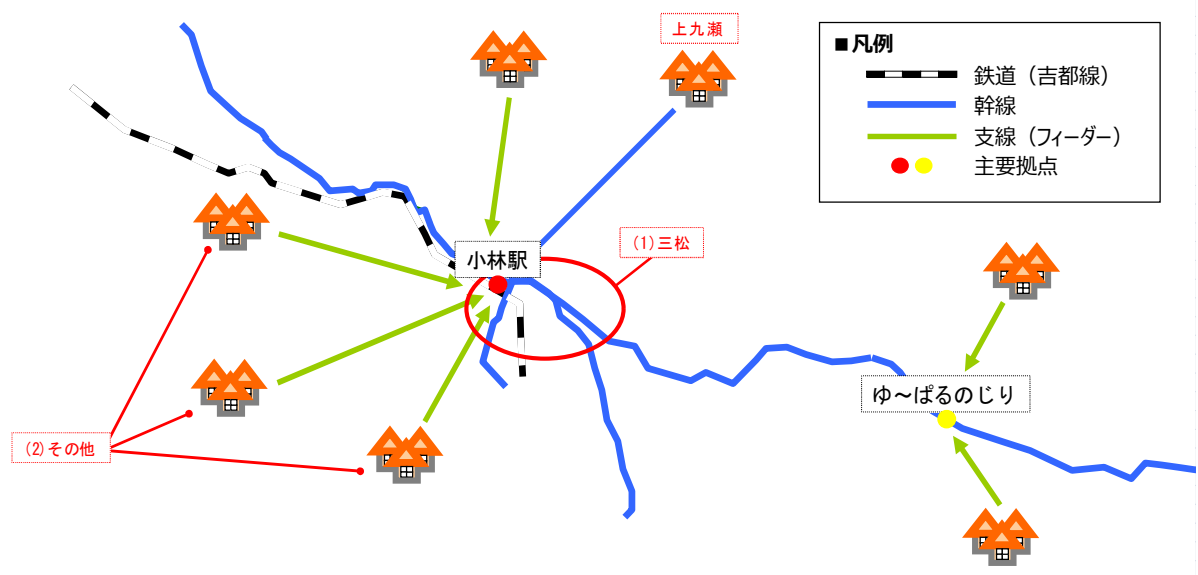 上九瀬
■凡例
鉄道（吉都線）
幹線
支線（フィーダー）
主要拠点
(1)三松
小林駅
ゆ～ぱるのじり
(2)その他